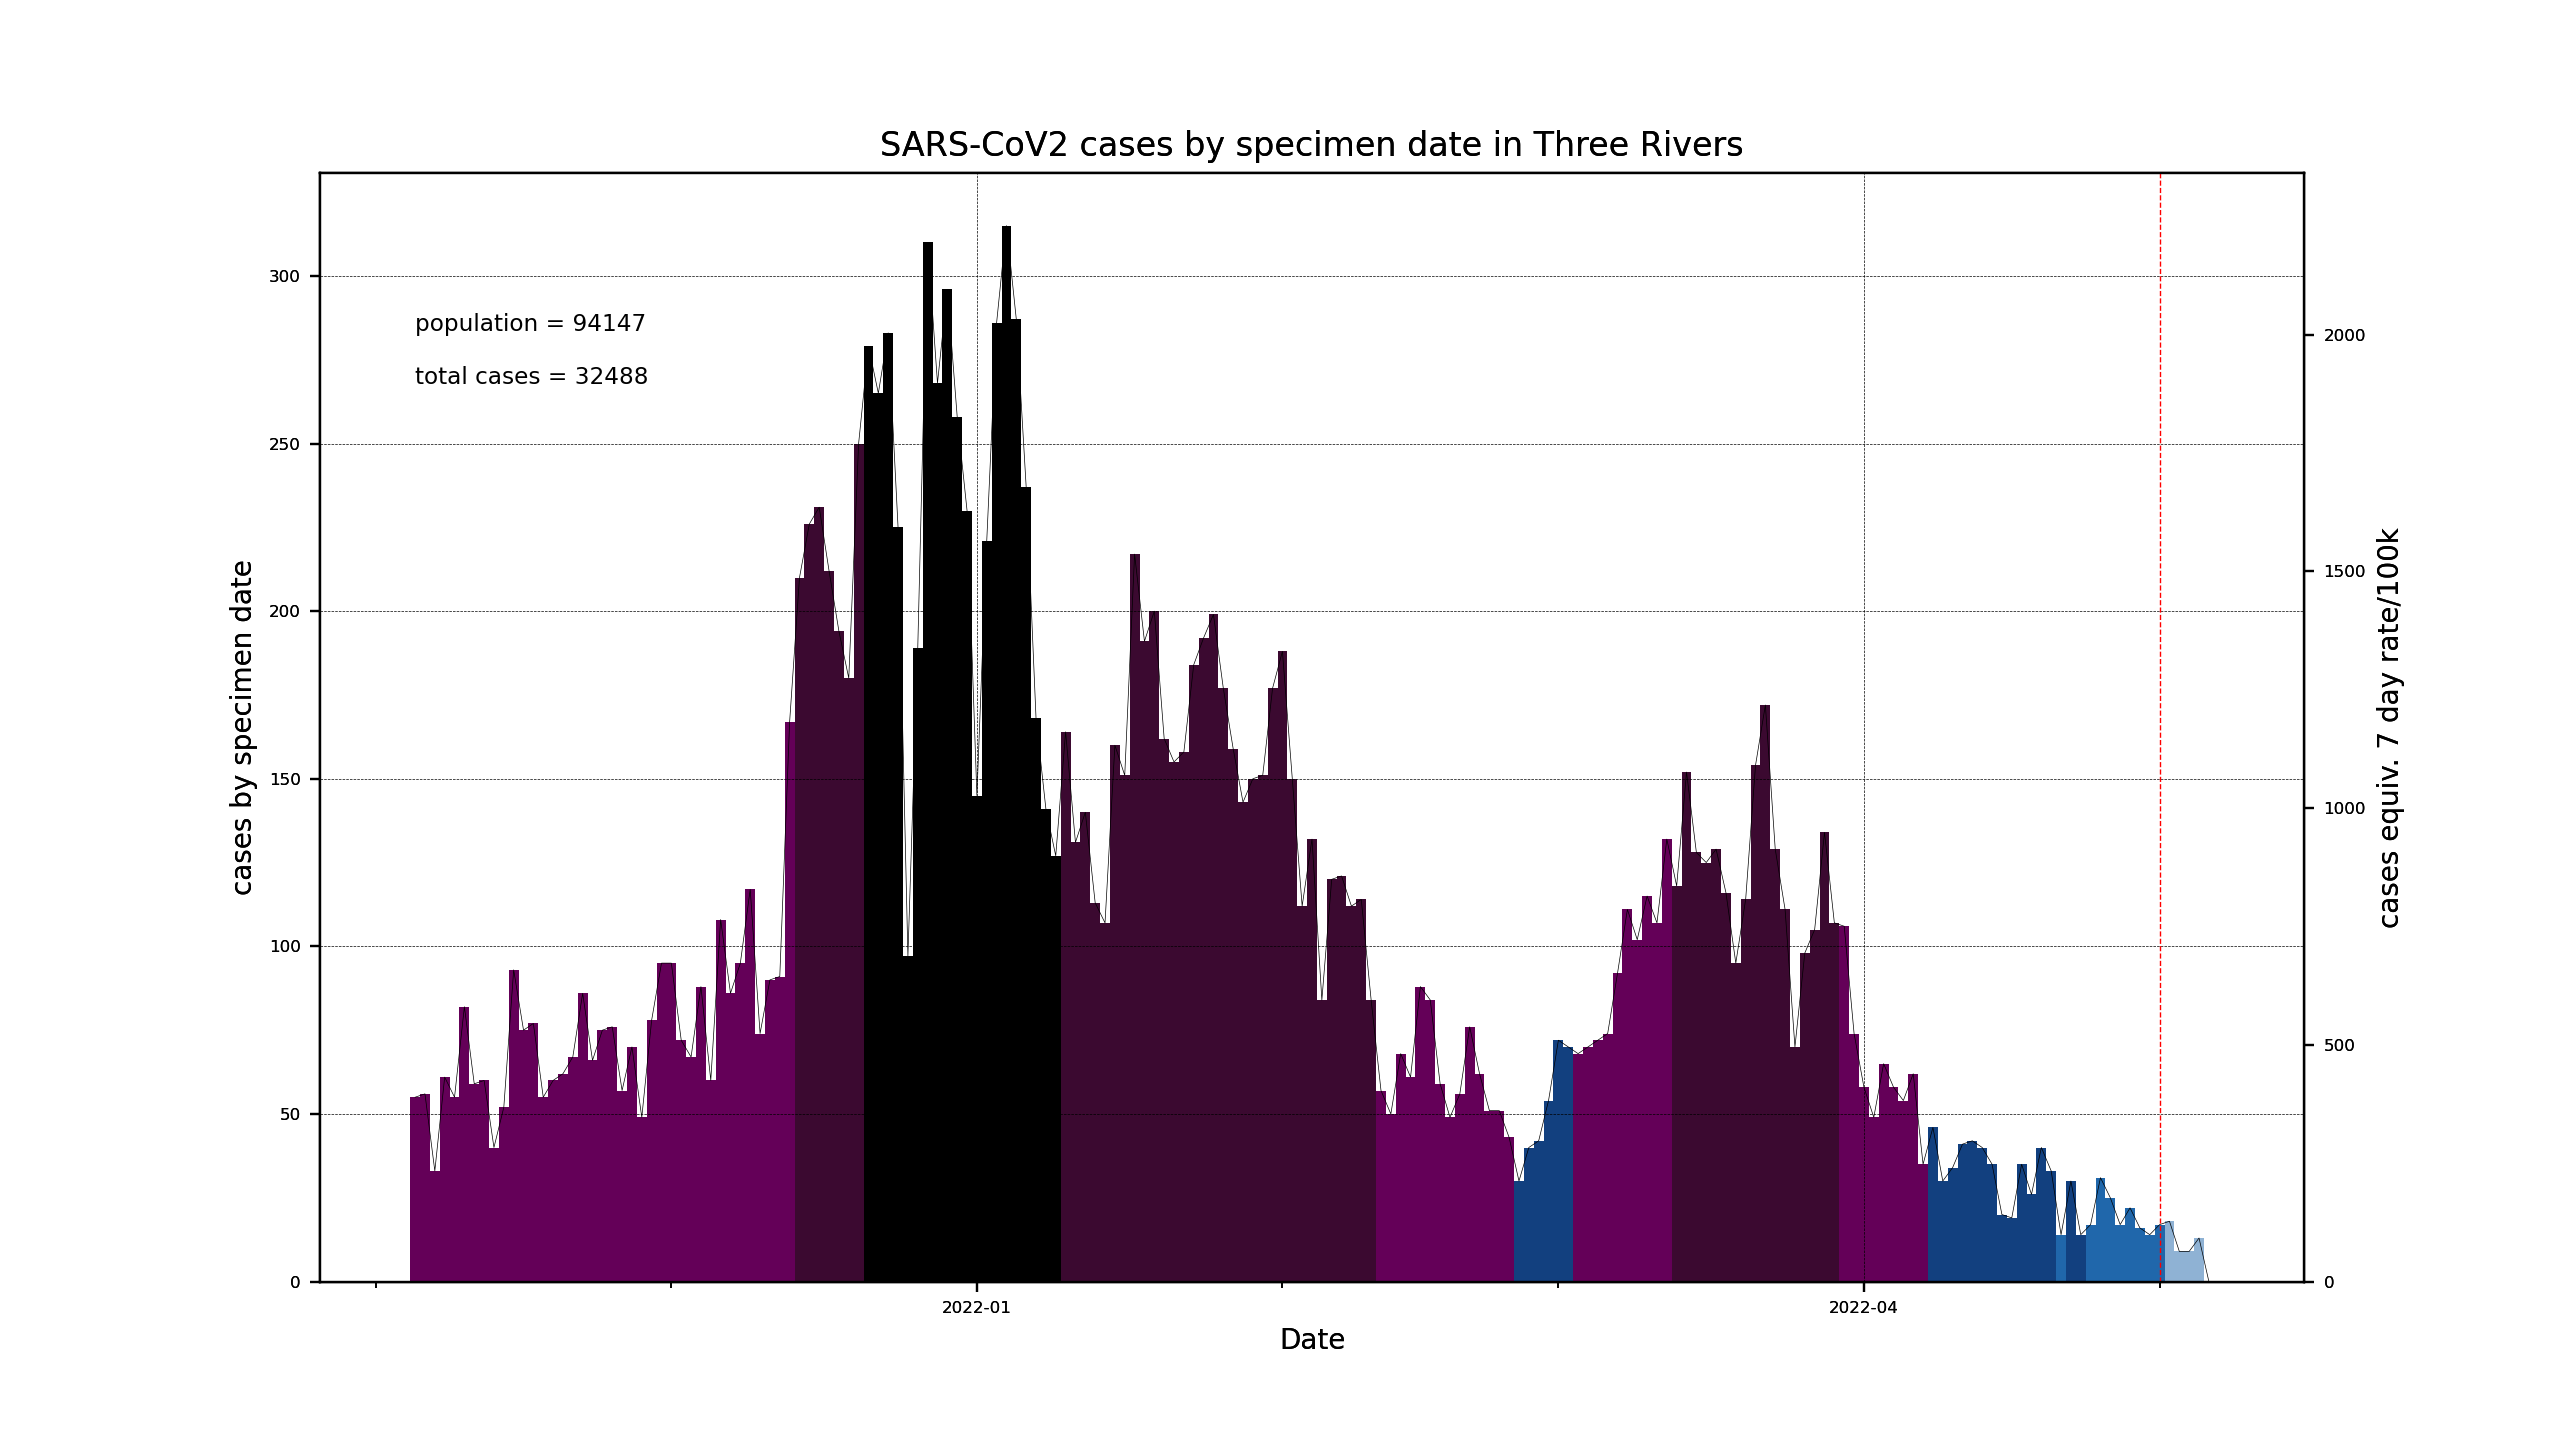 SARS-CoV2 cases by specimen date in Three Rivers
population = 94147
total cases = 32488
cases by specimen date
300
250
200
150
100
50
0
2000
1500
1000
500
0
cases equiv. 7 day rate/100k
2022-01
2022-04
Date